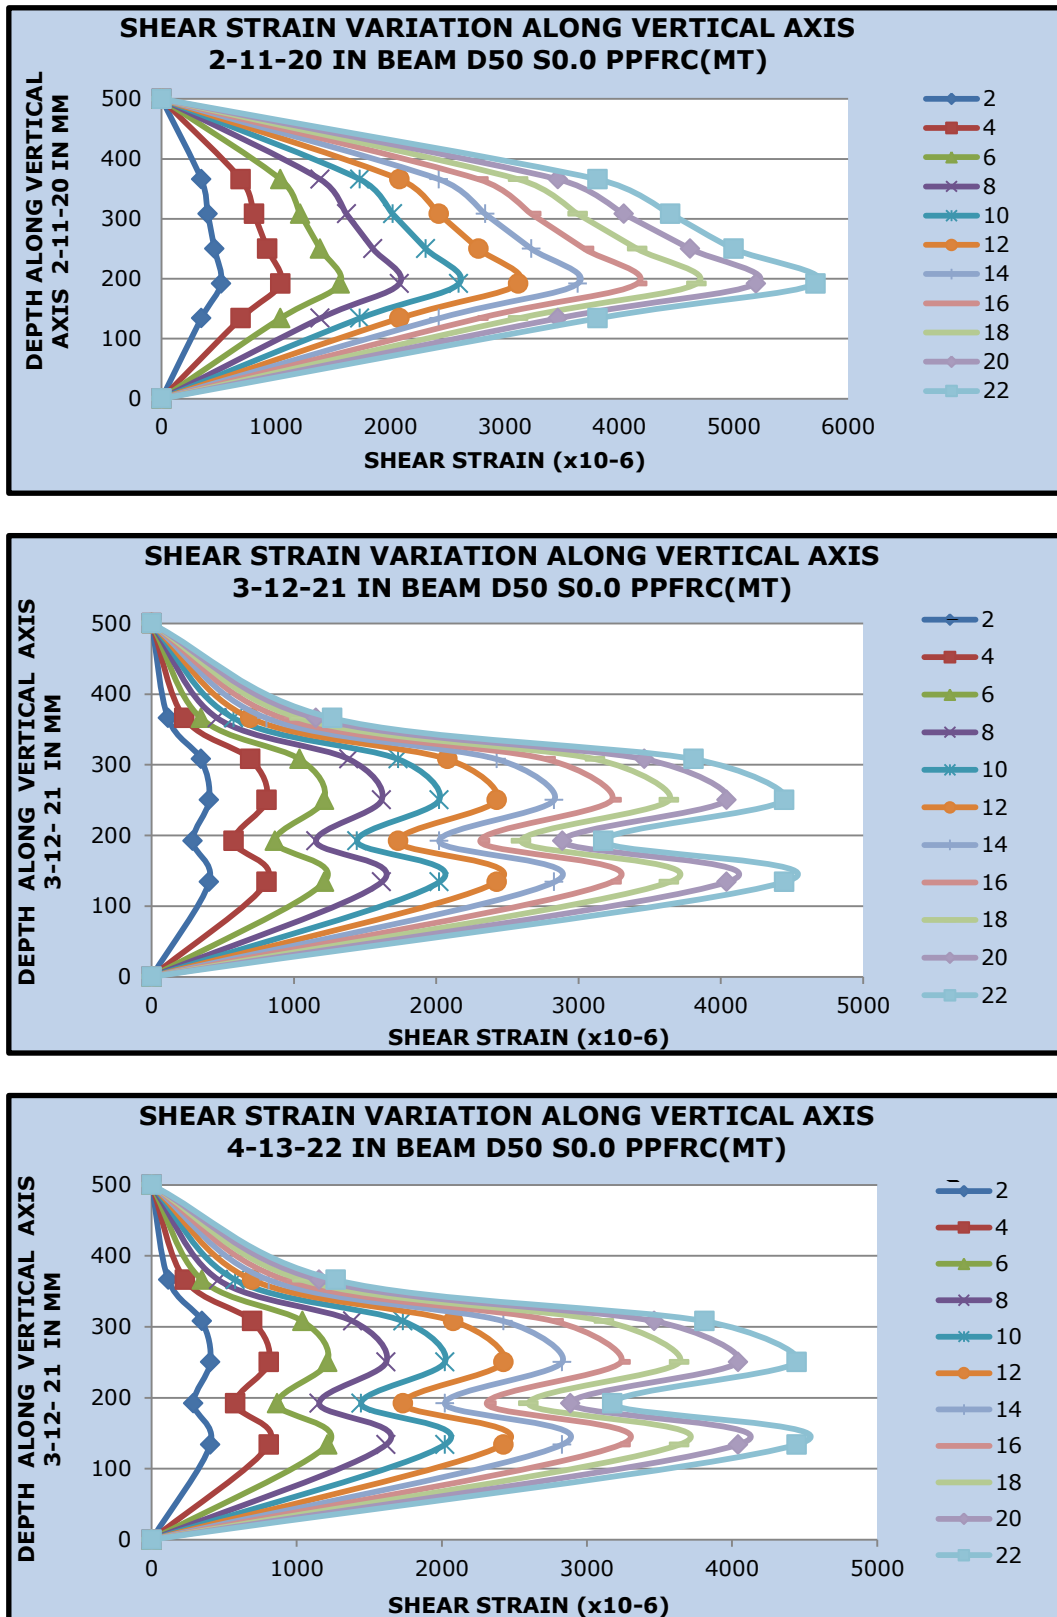 SHEAR STRAIN VARIATION ALONG VERTICAL AXIS
2-11-20 IN BEAM D50 S0.0 PPFRC(MT)
DEPTH ALONG VERTICAL
AXIS 2-11-20 IN MM
500
400
300
200
100
0
0 1000 2000 3000 4000 5000 6000
SHEAR STRAIN (x10-6)
2
4
6
8
10
12
14
16
18
20
22
SHEAR STRAIN VARIATION ALONG VERTICAL AXIS
3-12-21 IN BEAM D50 S0.0 PPFRC(MT)
DEPTH ALONG VERTICAL AXIS
3-12- 21 IN MM
500
400
300
200
100
0
0 1000 2000 3000 4000 5000
SHEAR STRAIN (x10-6)
2
4
6
8
10
12
14
16
18
20
22
SHEAR STRAIN VARIATION ALONG VERTICAL AXIS
4-13-22 IN BEAM D50 S0.0 PPFRC(MT)
DEPTH ALONG VERTICAL AXIS
3-12- 21 IN MM
500
400
300
200
100
0
0 1000 2000 3000 4000 5000
SHEAR STRAIN (x10-6)
2
4
6
8
10
12
14
16
18
20
22